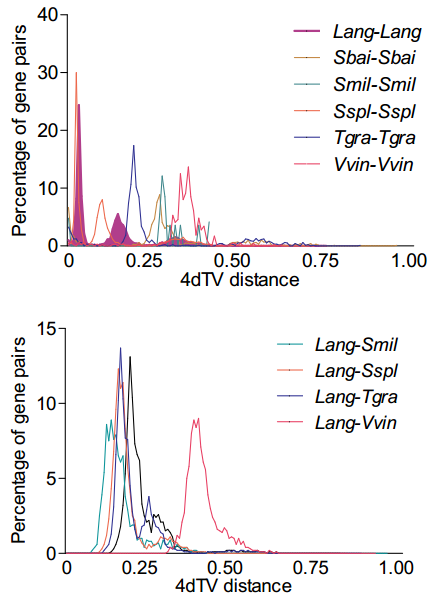 Percentage of gene pairs
40
30
20
10
0
0 0.25 0.50 0.75 1.00
4dTV distance
Lang-Lang
Sbai-Sbai
Smil-Smil
Sspl-Sspl
Tgra-Tgra
Vvin-Vvin
Percentage of gene pairs
15
10
5
0
0 0.25 0.50 0.75 1.00
4dTV distance
Lang-Smil
Lang-Sspl
Lang-Tgra
Lang-Vvin